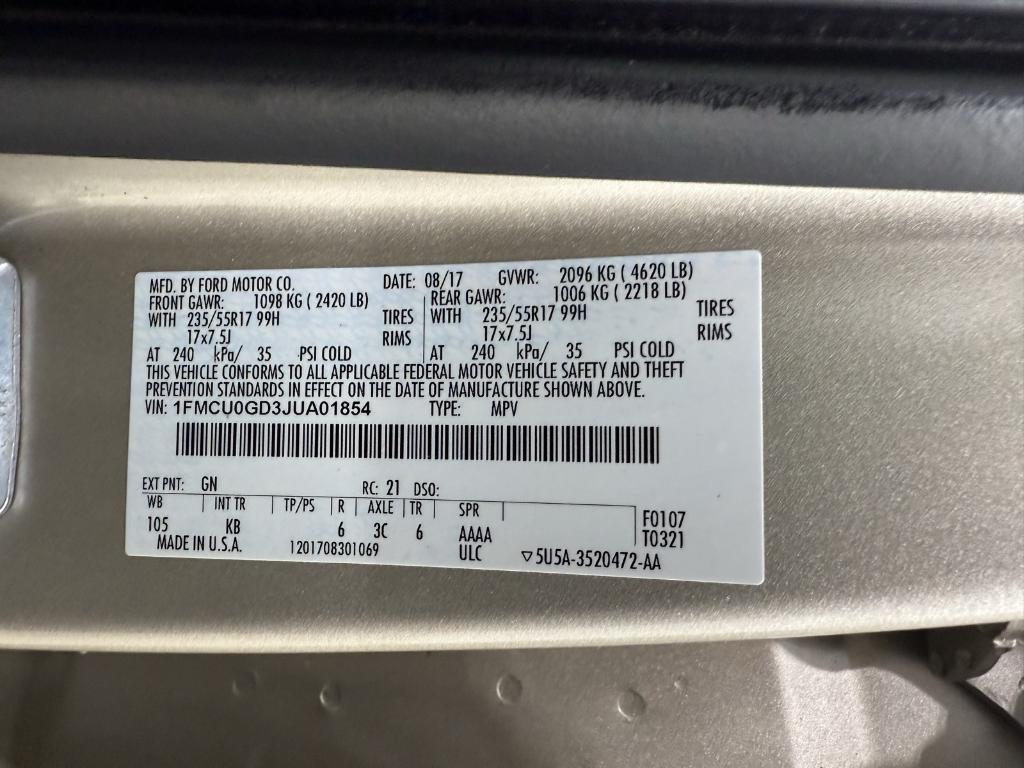 MFD. BY FORD MOTOR CO. DATE: 08/17 GVWR: 2096 KG ( 4620 LB)
FRONT GAWR: 1098 KG ( 2420 LB) REAR GAWR: 1006 KG ( 2218 LB)
WITH 235/55R17 99H TIRES WITH 235/55R17 99H TIRES
17x7.5J RIMS 17x7.5J RIMS
AT 240 kPa/ 35 PSI COLD AT 240 kPa/ 35 PSI COLD
THIS VEHICLE CONFORMS TO ALL APPLICABLE FEDERAL MOTOR VEHICLE SAFETY AND THEFT
PREVENTION STANDARDS IN EFFECT ON THE DATE OF MANUFACTURE SHOWN ABOVE.
VIN: 1FMCU0GD3JUA01854 TYPE: MPV
EXT PNT: GN RC: 21 DSO:
WB INT TR TP/PS R AXLE TR SPR
105 KB 6 3C 6 AAAA F0107
MADE IN U.S.A. 1201708301069 ULC T0321
▽5U5A-3520472-AA